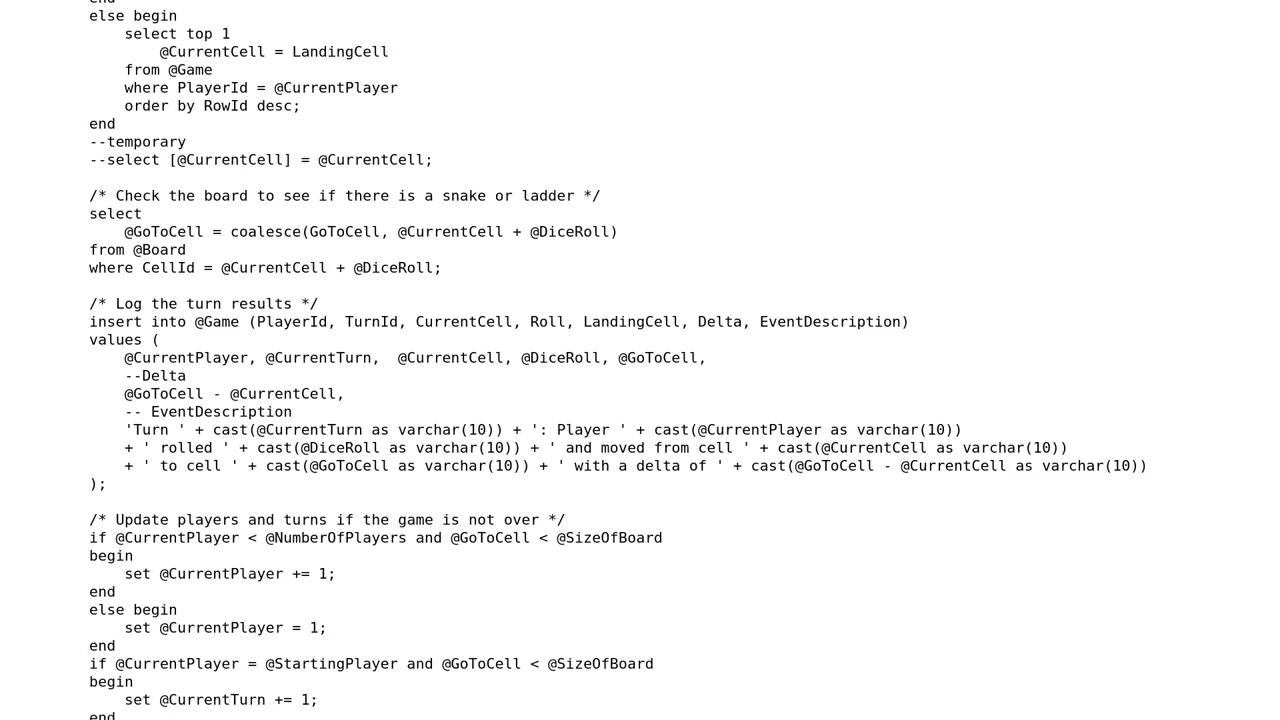 end
else begin
    select top 1
        @CurrentCell = LandingCell
    from @Game
    where PlayerId = @CurrentPlayer
    order by RowId desc;
end
--temporary
--select [@CurrentCell] = @CurrentCell;

/* Check the board to see if there is a snake or ladder */
select
    @GoToCell = coalesce(GoToCell, @CurrentCell + @DiceRoll)
from @Board
where CellId = @CurrentCell + @DiceRoll;

/* Log the turn results */
insert into @Game (PlayerId, TurnId, CurrentCell, Roll, LandingCell, Delta, EventDescription)
values (
    @CurrentPlayer, @CurrentTurn,  @CurrentCell, @DiceRoll, @GoToCell,
    --Delta
    @GoToCell - @CurrentCell,
    -- EventDescription
    'Turn ' + cast(@CurrentTurn as varchar(10)) + ': Player ' + cast(@CurrentPlayer as varchar(10))
    + ' rolled ' + cast(@DiceRoll as varchar(10)) + ' and moved from cell ' + cast(@CurrentCell as varchar(10))
    + ' to cell ' + cast(@GoToCell as varchar(10)) + ' with a delta of ' + cast(@GoToCell - @CurrentCell as varchar(10))
);

/* Update players and turns if the game is not over */
if @CurrentPlayer < @NumberOfPlayers and @GoToCell < @SizeOfBoard
begin
    set @CurrentPlayer += 1;
end
else begin
    set @CurrentPlayer = 1;
end
if @CurrentPlayer = @StartingPlayer and @GoToCell < @SizeOfBoard
begin
    set @CurrentTurn += 1;
end